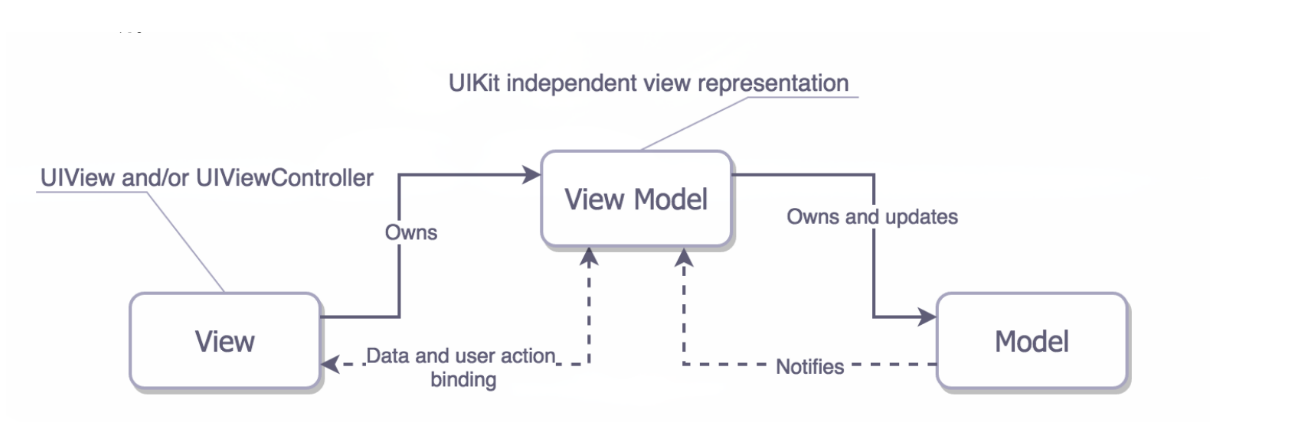 UIKit independent view representation
UIView and/or UIViewController
View Model
Owns
Owns and updates
View
Data and user action
binding
Notifies
Model